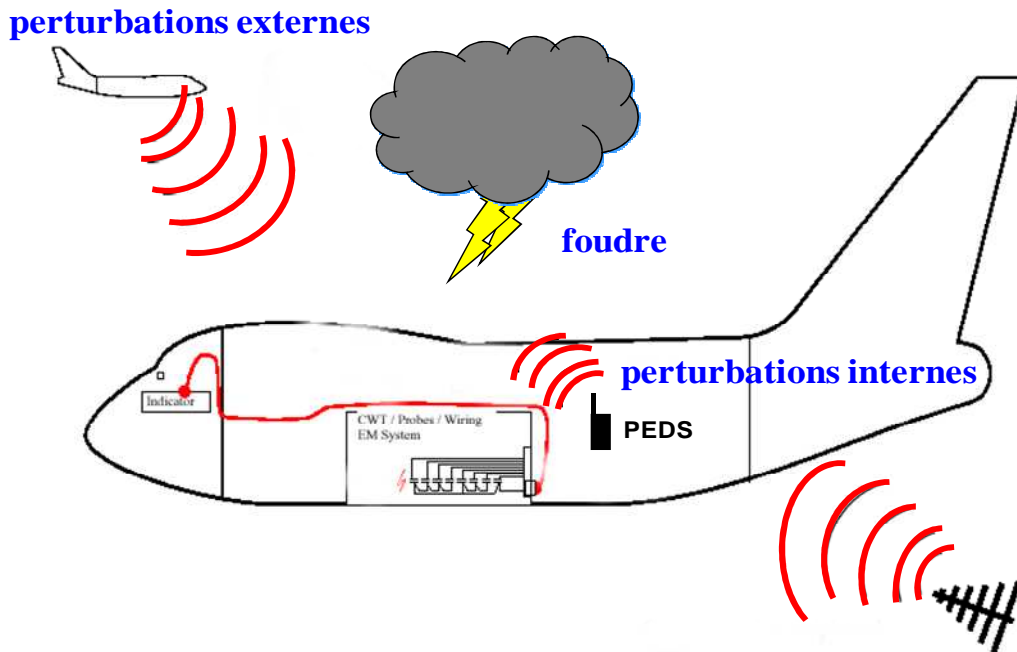 perturbations externes
foudre
perturbations internes
Indicator
CWT / Probes / Wiring
EM System
PEDS